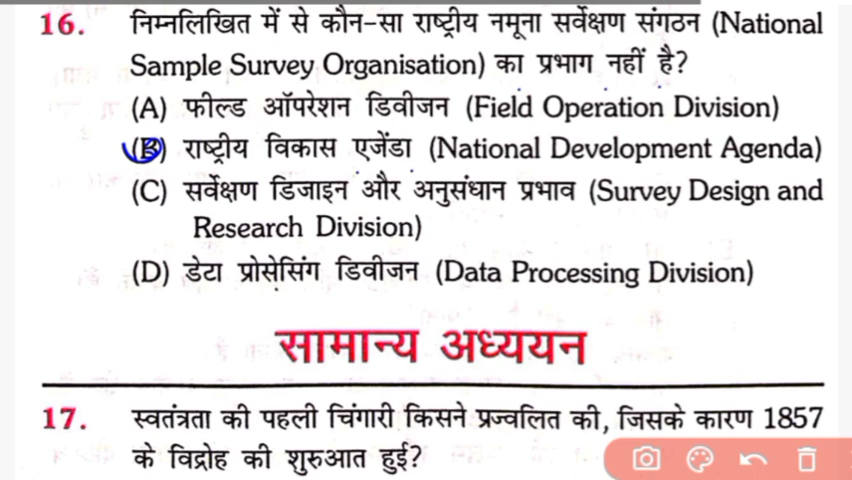 16. निम्नलिखित में से कौन-सा राष्ट्रीय नमूना सर्वेक्षण संगठन (National
Sample Survey Organisation) का प्रभाग नहीं है?
(A) फील्ड ऑपरेशन डिवीजन (Field Operation Division)
(B) राष्ट्रीय विकास एजेंडा (National Development Agenda)
(C) सर्वेक्षण डिजाइन और अनुसंधान प्रभाव (Survey Design and
Research Division)
(D) डेटा प्रोसेसिंग डिवीजन (Data Processing Division)
सामान्य अध्ययन
17. स्वतंत्रता की पहली चिंगारी किसने प्रज्वलित की, जिसके कारण 1857
के विद्रोह की शुरुआत हुई?